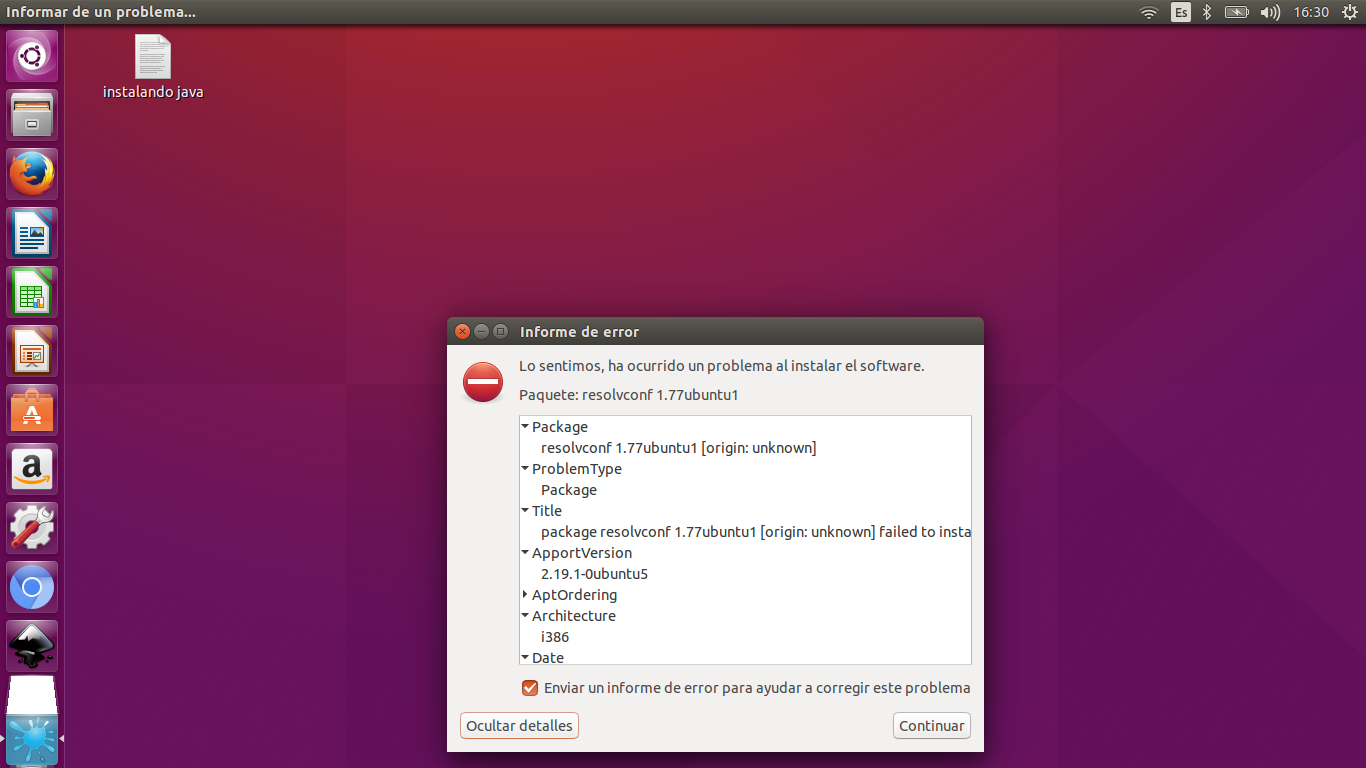 Informar de un problema...
Es
16:30
instalando java
Informe de error
Lo sentimos, ha ocurrido un problema al instalar el software.
Paquete: resolvconf 1.77ubuntu1
Package
resolvconf 1.77ubuntu1 [origin: unknown]
ProblemType
Package
Title
package resolvconf 1.77ubuntu1 [origin: unknown] failed to insta
ApportVersion
2.19.1-0ubuntu5
AptOrdering
Architecture
i386
Date
Enviar un informe de error para ayudar a corregir este problema
Ocultar detalles
Continuar